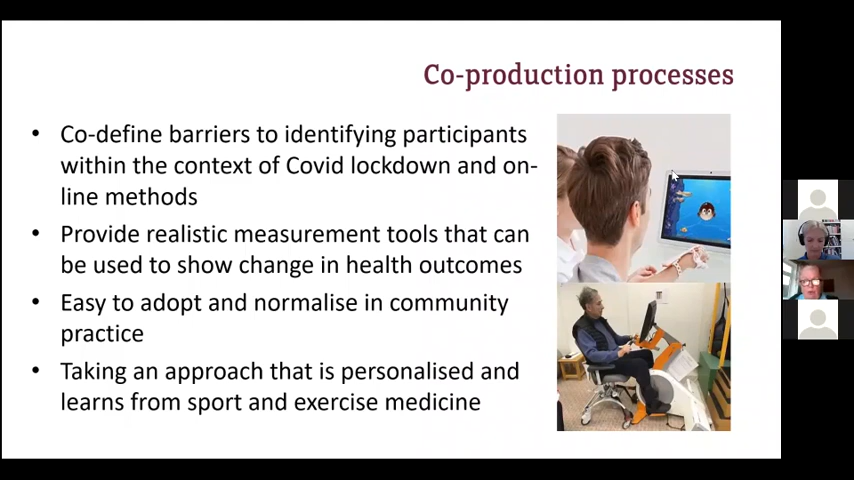 Co-production processes
• Co-define barriers to identifying participants
within the context of Covid lockdown and on-
line methods
• Provide realistic measurement tools that can
be used to show change in health outcomes
• Easy to adopt and normalise in community
practice
• Taking an approach that is personalised and
learns from sport and exercise medicine